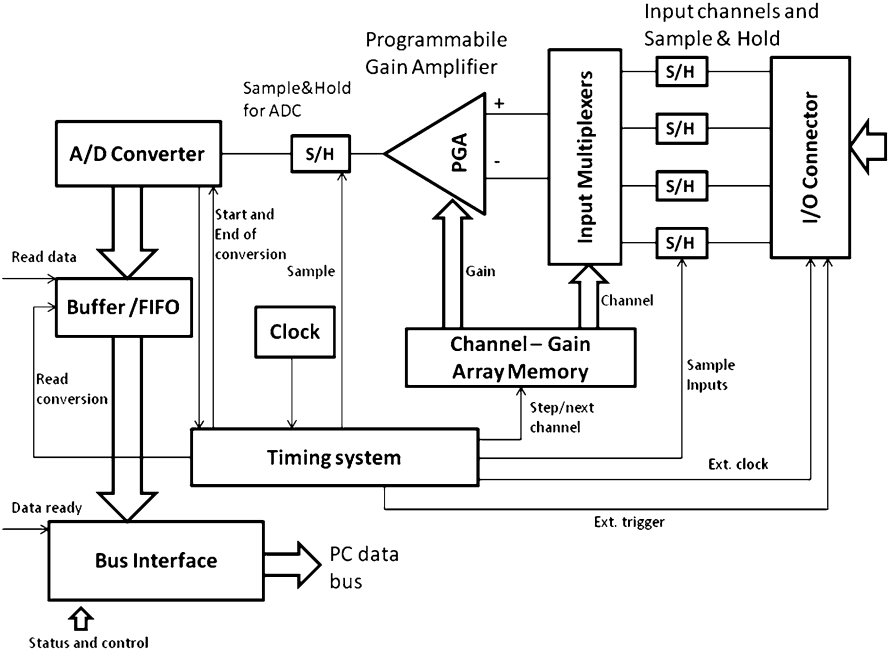 Input channels and
Sample & Hold
Programmabile
Gain Amplifier
Sample&Hold
for ADC
S/H
S/H
S/H
S/H
I/O Connector
Input Multiplexers
+
-
PGA
S/H
A/D Converter
Start and
End of
conversion
Sample
Gain
Channel
Read data
Buffer /FIFO
Clock
Channel – Gain
Array Memory
Read
conversion
Step/next
channel
Sample
Inputs
Timing system
Ext. clock
Ext. trigger
Data ready
Bus Interface
PC data
bus
Status and control